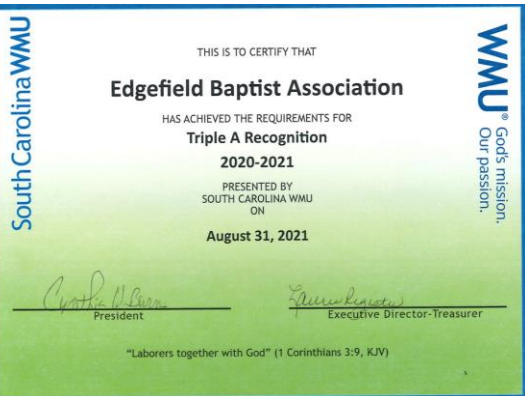 South Carolina WMU
THIS IS TO CERTIFY THAT
Edgefield Baptist Association
HAS ACHIEVED THE REQUIREMENTS FOR
Triple A Recognition
2020-2021
PRESENTED BY
SOUTH CAROLINA WMU
ON
August 31, 2021
WMU®
God's mission.
Our passion.
President
Executive Director-Treasurer
"Laborers together with God" (1 Corinthians 3:9, KJV)